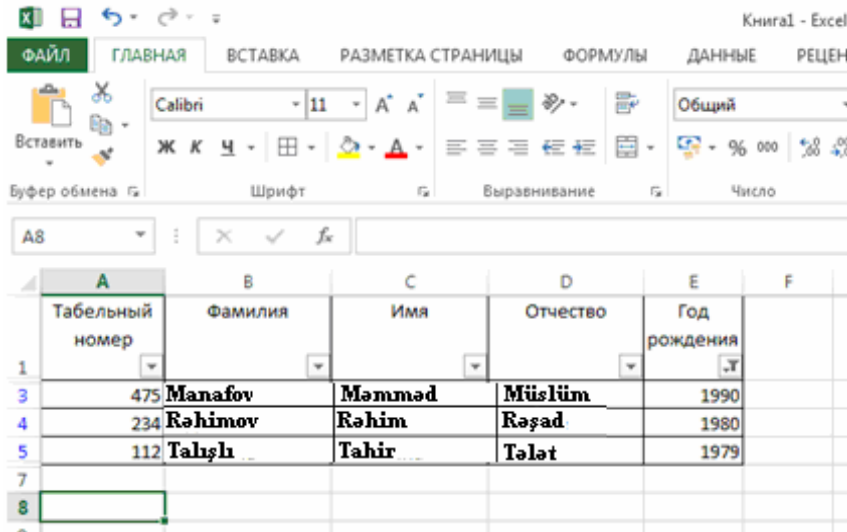 Книга1 - Excel
ФАЙЛ ГЛАВНАЯ ВСТАВКА РАЗМЕТКА СТРАНИЦЫ ФОРМУЛЫ ДАННЫЕ РЕЦЕН
Calibri 11 Общий
Вставить Ж К Ч % 000
Буфер обмена Шрифт Выравнивание Число
A8 fx
A B C D E F
Табельный номер Фамилия Имя Отчество Год рождения
1
3 475 Manafov Məmməd Müslüm 1990
4 234 Rəhimov Rəhim Rəşad 1980
5 112 Talışlı Tahir Tələt 1979
7
8